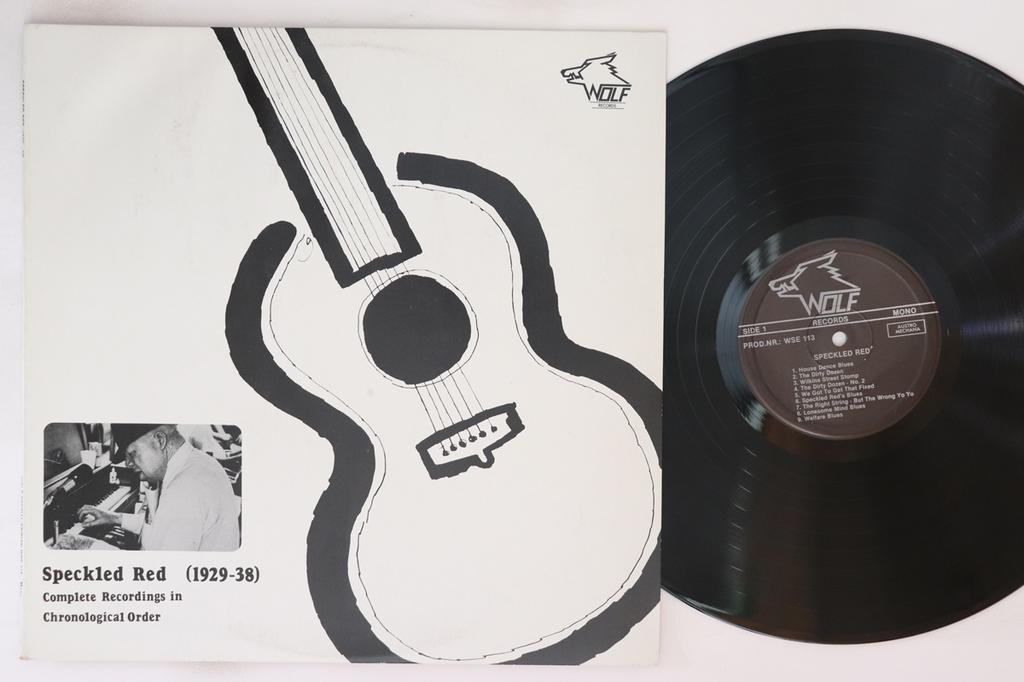 WOLF
RECORDS
Speckled Red (1929-38)
Complete Recordings in
Chronological Order
WOLF
RECORDS
SIDE 1
MONO
PROD.NR.: WSE 113
AUSTRO
MECHANA
SPECKLED RED
1. House Dance Blues
2. The Dirty Dozen
3. Wilkins Street Stomp
4. The Dirty Dozen - No. 2
5. We Got To Get That Fixed
6. Speckled Red's Blues
7. The Right String - But The Wrong Yo Yo
8. Lonesome Mind Blues
9. Welfare Blues